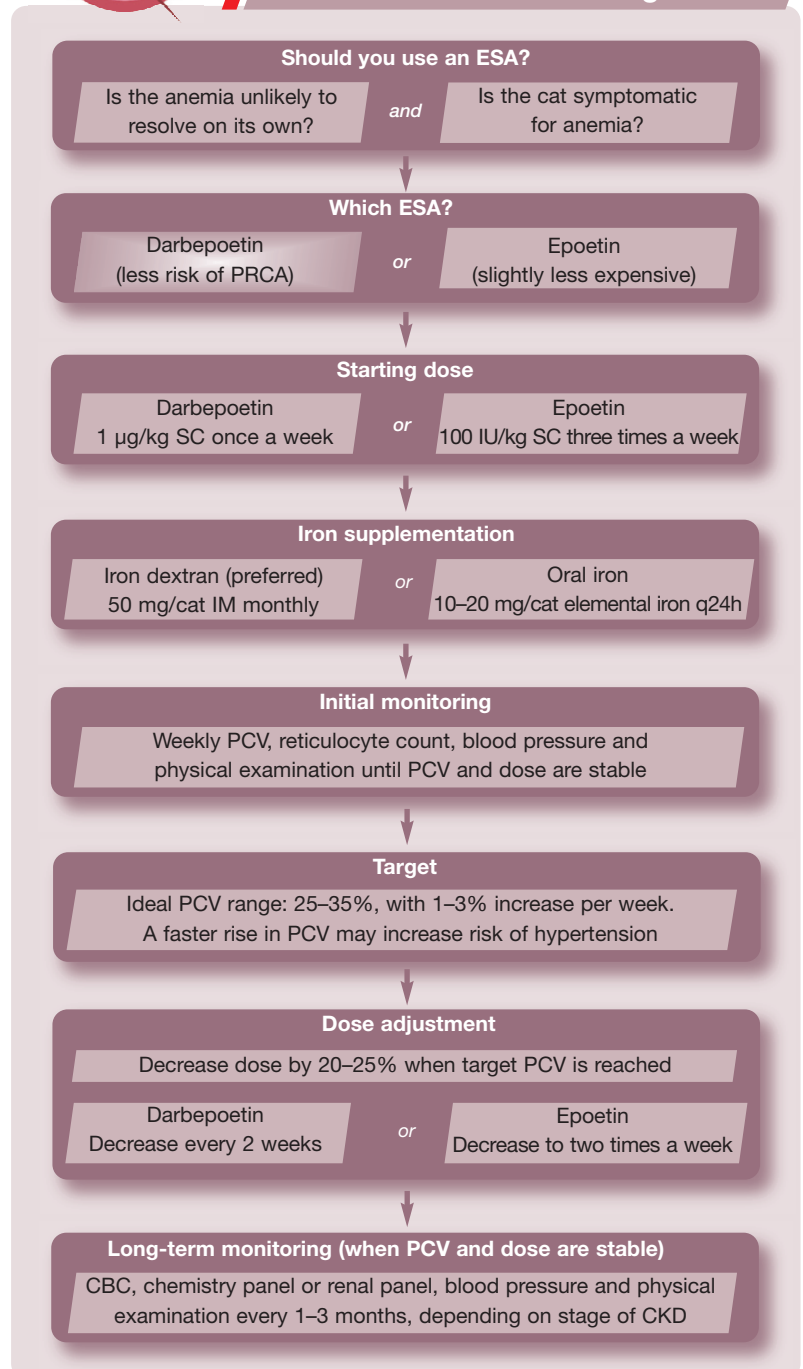 Should you use an ESA?
Is the anemia unlikely to
resolve on its own?
and
Is the cat symptomatic
for anemia?
Which ESA?
Darbepoetin
(less risk of PRCA)
or
Epoetin
(slightly less expensive)
Starting dose
Darbepoetin
1 µg/kg SC once a week
or
Epoetin
100 IU/kg SC three times a week
Iron supplementation
Iron dextran (preferred)
50 mg/cat IM monthly
or
Oral iron
10–20 mg/cat elemental iron q24h
Initial monitoring
Weekly PCV, reticulocyte count, blood pressure and
physical examination until PCV and dose are stable
Target
Ideal PCV range: 25–35%, with 1–3% increase per week.
A faster rise in PCV may increase risk of hypertension
Dose adjustment
Decrease dose by 20–25% when target PCV is reached
Darbepoetin
Decrease every 2 weeks
or
Epoetin
Decrease to two times a week
Long-term monitoring (when PCV and dose are stable)
CBC, chemistry panel or renal panel, blood pressure and physical
examination every 1–3 months, depending on stage of CKD